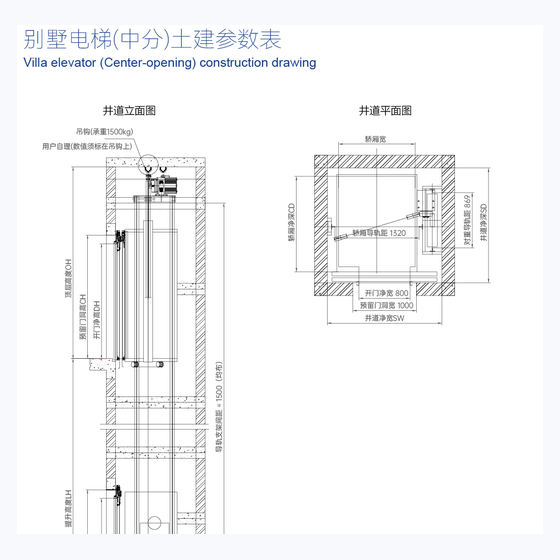 别墅电梯(中分)土建参数表
Villa elevator (Center-opening) construction drawing
井道立面图
井道平面图
吊钩(承重1500kg)
用户自理(数值须标在吊钩上)
轿厢宽
顶层高度OH
预留门洞高CH
开门净高DH
导轨支架间距 = 1500 (均布)
提升高度LH
轿厢净深CD
轿厢导轨距 1320
对重导轨距 869
井道净深SD
开门净宽 800
预留门洞宽 1000
井道净宽SW